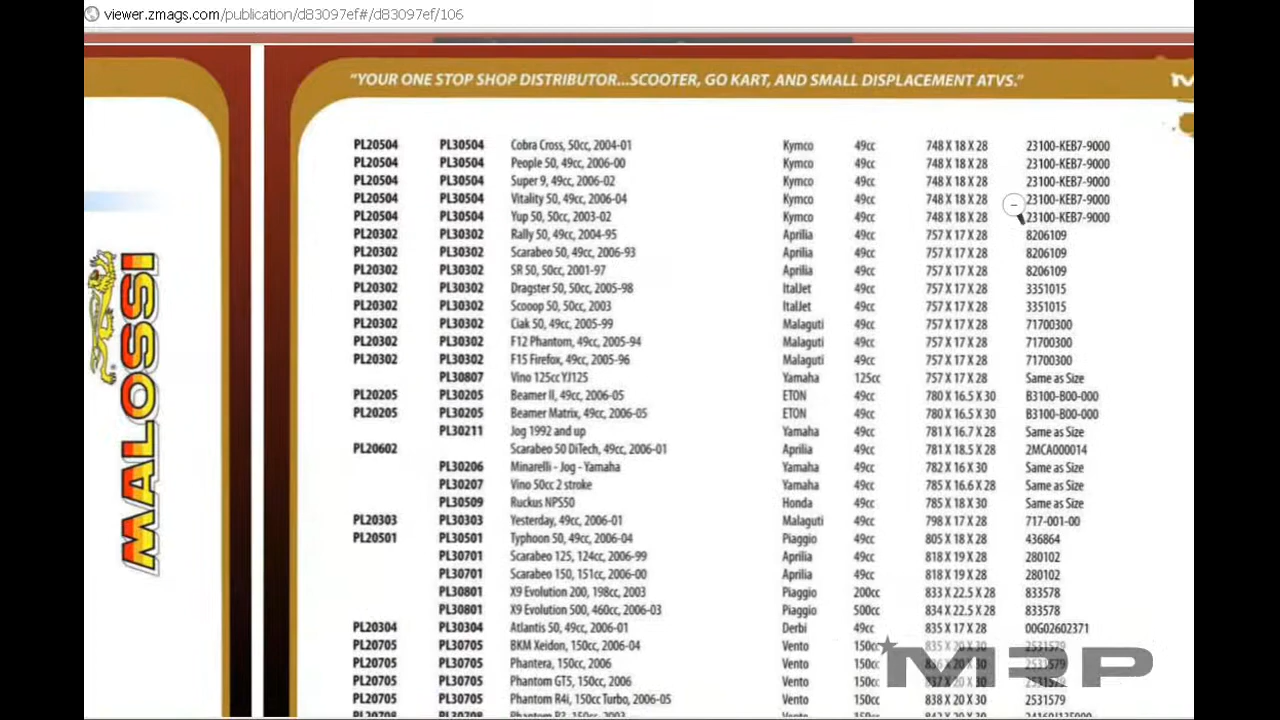 viewer.zmags.com/publication/d83097ef#/d83097ef/106
"YOUR ONE STOP SHOP DISTRIBUTOR...SCOOTER, GO KART, AND SMALL DISPLACEMENT ATVS."
MALOSSI
PL20504 PL30504 Cobra Cross, 50cc, 2004-01 Kymco 49cc 748 X 18 X 28 23100-KEB7-9000
PL20504 PL30504 People 50, 49cc, 2006-00 Kymco 49cc 748 X 18 X 28 23100-KEB7-9000
PL20504 PL30504 Super 9, 49cc, 2006-02 Kymco 49cc 748 X 18 X 28 23100-KEB7-9000
PL20504 PL30504 Vitality 50, 49cc, 2006-04 Kymco 49cc 748 X 18 X 28 23100-KEB7-9000
PL20504 PL30504 Yup 50, 50cc, 2003-02 Kymco 49cc 748 X 18 X 28 23100-KEB7-9000
PL20302 PL30302 Rally 50, 49cc, 2004-95 Aprilia 49cc 757 X 17 X 28 8206109
PL20302 PL30302 Scarabeo 50, 49cc, 2006-93 Aprilia 49cc 757 X 17 X 28 8206109
PL20302 PL30302 SR 50, 50cc, 2001-97 Aprilia 49cc 757 X 17 X 28 8206109
PL20302 PL30302 Dragster 50, 50cc, 2005-98 ItalJet 49cc 757 X 17 X 28 3351015
PL20302 PL30302 Scooop 50, 50cc, 2003 ItalJet 49cc 757 X 17 X 28 3351015
PL20302 PL30302 Ciak 50, 49cc, 2005-99 Malaguti 49cc 757 X 17 X 28 71700300
PL20302 PL30302 F12 Phantom, 49cc, 2005-94 Malaguti 49cc 757 X 17 X 28 71700300
PL20302 PL30302 F15 Firefox, 49cc, 2005-96 Malaguti 49cc 757 X 17 X 28 71700300
PL30807 Vino 125cc YJ125 Yamaha 125cc 757 X 17 X 28 Same as Size
PL20205 PL30205 Beamer II, 49cc, 2006-05 ETON 49cc 780 X 16.5 X 30 B3100-B00-000
PL20205 PL30205 Beamer Matrix, 49cc, 2006-05 ETON 49cc 780 X 16.5 X 30 B3100-B00-000
PL30211 Jog 1992 and up Yamaha 49cc 781 X 16.7 X 28 Same as Size
PL20602 Scarabeo 50 DiTech, 49cc, 2006-01 Aprilia 49cc 781 X 18.5 X 28 2MCA000014
PL30206 Minarelli - Jog - Yamaha Yamaha 49cc 782 X 16 X 30 Same as Size
PL30207 Vino 50cc 2 stroke Yamaha 49cc 785 X 16.6 X 28 Same as Size
PL30509 Ruckus NPS50 Honda 49cc 785 X 18 X 30 Same as Size
PL20303 PL30303 Yesterday, 49cc, 2006-01 Malaguti 49cc 798 X 17 X 28 717-001-00
PL20501 PL30501 Typhoon 50, 49cc, 2006-04 Piaggio 49cc 805 X 18 X 28 436864
PL30701 Scarabeo 125, 124cc, 2006-99 Aprilia 49cc 818 X 19 X 28 280102
PL30701 Scarabeo 150, 151cc, 2006-00 Aprilia 49cc 818 X 19 X 28 280102
PL30801 X9 Evolution 200, 198cc, 2003 Piaggio 200cc 833 X 22.5 X 28 833578
PL30801 X9 Evolution 500, 460cc, 2006-03 Piaggio 500cc 834 X 22.5 X 28 833578
PL20304 PL30304 Atlantis 50, 49cc, 2006-01 Derbi 49cc 835 X 17 X 28 00G02602371
PL20705 PL30705 BKM Xeidon, 150cc, 2006-04 Vento 150cc 835 X 20 X 30 2531579
PL20705 PL30705 Phantera, 150cc, 2006 Vento 150cc 836 X 20 X 30 2531579
PL20705 PL30705 Phantom GT5, 150cc, 2006 Vento 150cc 837 X 20 X 30 2531579
PL20705 PL30705 Phantom R4i, 150cc Turbo, 2006-05 Vento 150cc 838 X 20 X 30 2531579